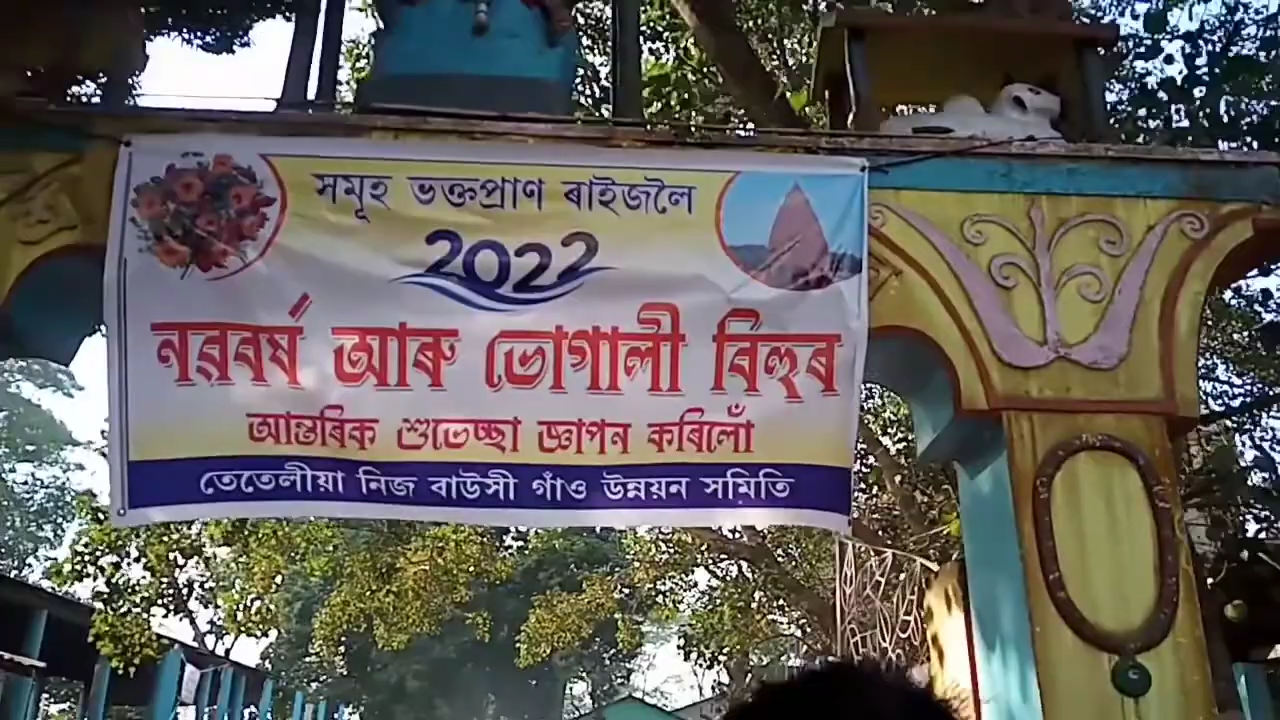 সমূহ ভক্তপ্ৰাণ ৰাইজলৈ
2022
নৱবৰ্ষ আৰু ভোগালী বিহুৰ
আন্তৰিক শুভেচ্ছা জ্ঞাপন কৰিলোঁ
তেতেলীয়া নিজ বাউসী গাঁও উন্নয়ন সমিতি